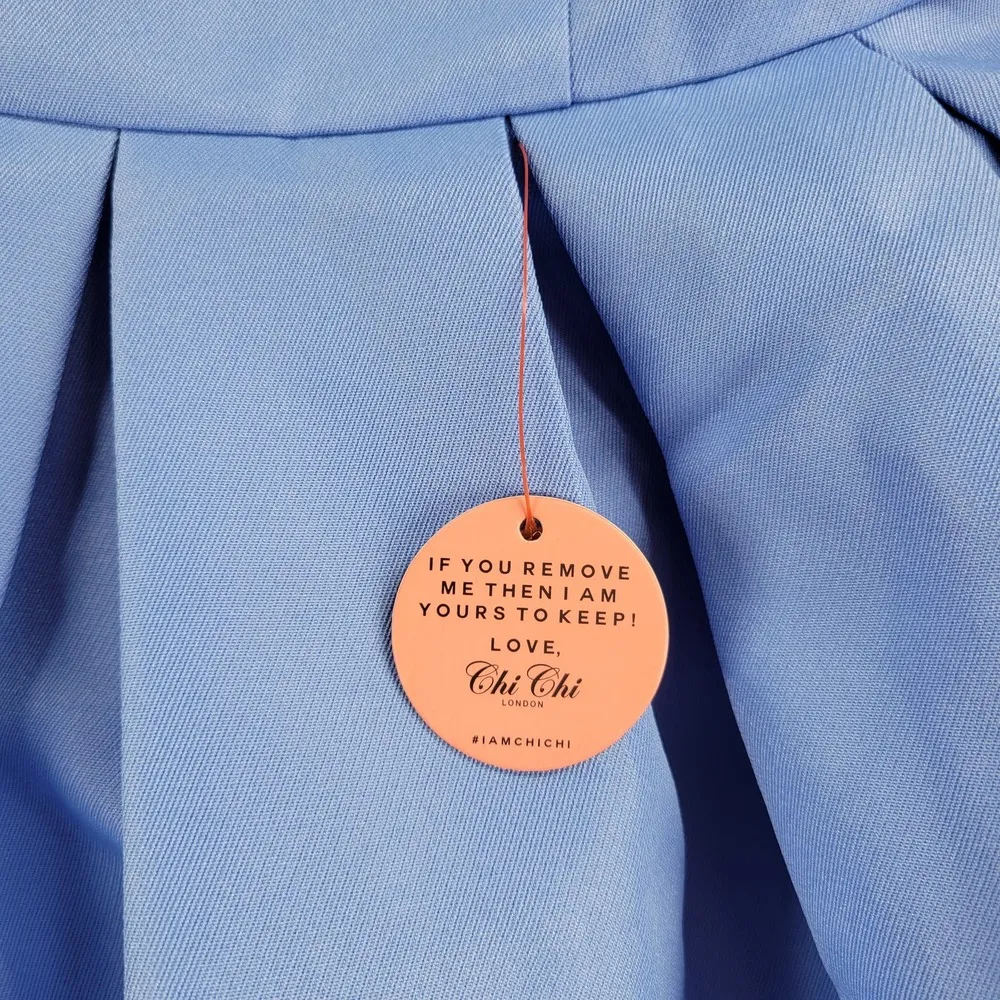 IF YOU REMOVE
ME THEN I AM
YOURS TO KEEP!
LOVE,
Chi Chi
LONDON
#IAMCHICHI